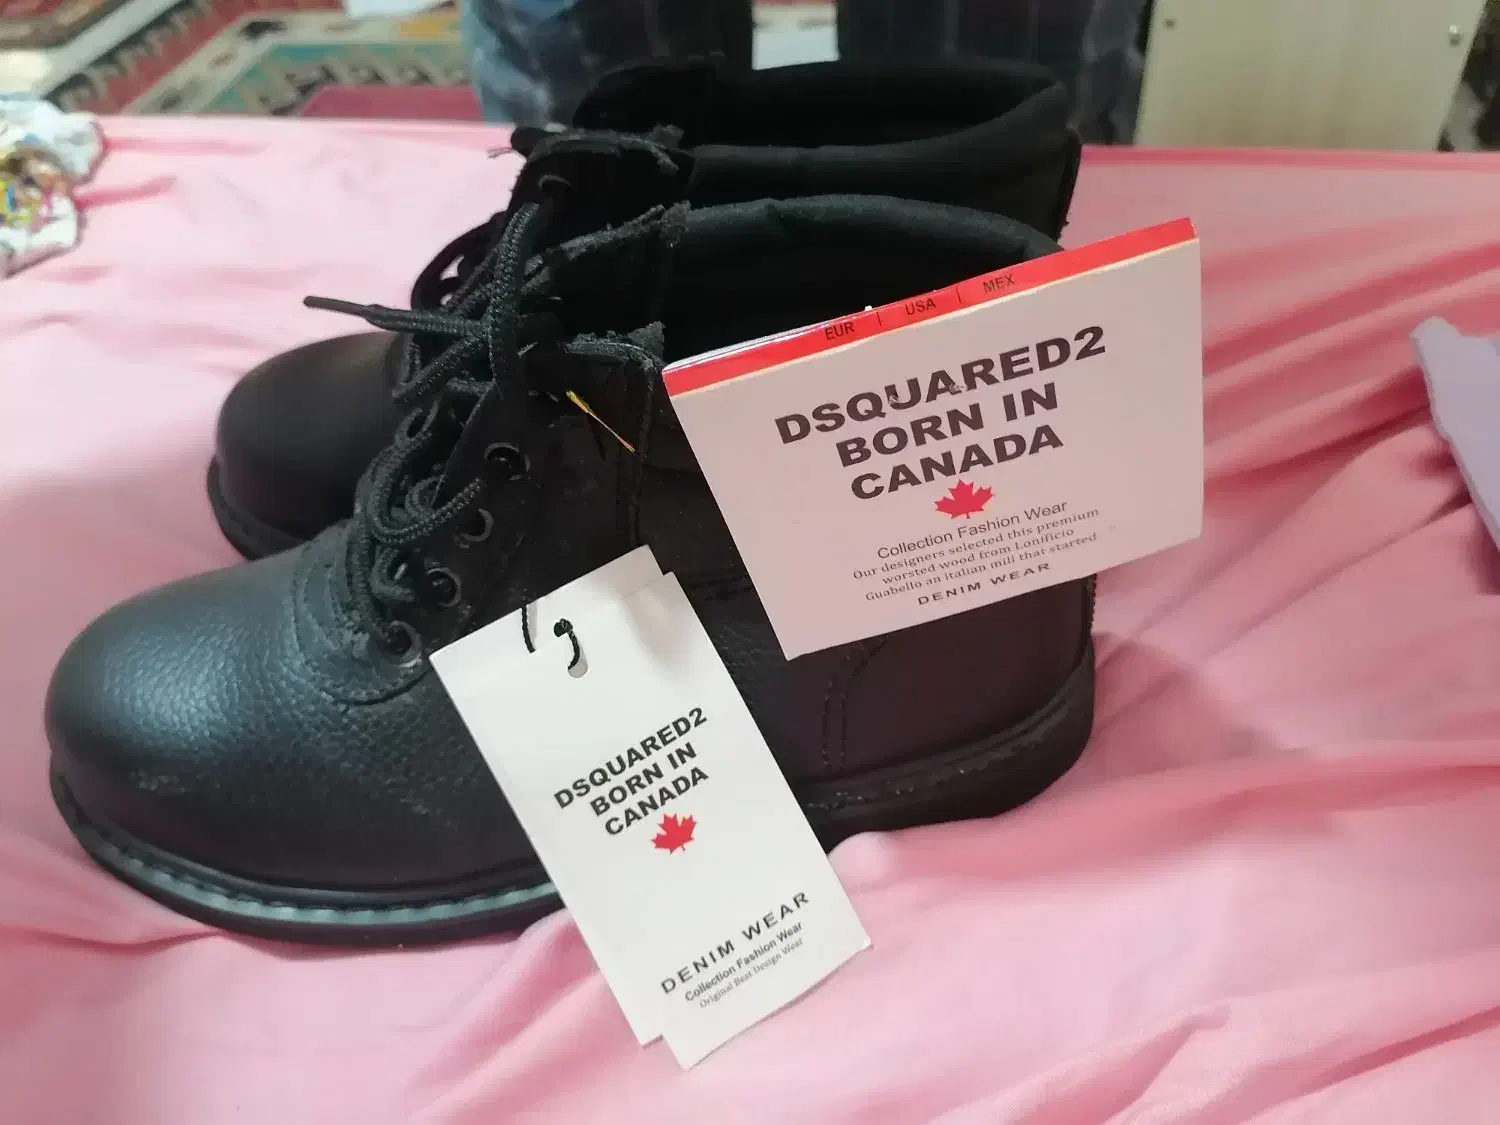 EUR | USA | MEX
DSQUARED2
BORN IN
CANADA
Collection Fashion Wear
Our designers selected this premium
worsted wood from Lonificio
Guabello an italian mill that started
DENIM WEAR
DSQUARED2
BORN IN
CANADA
DENIM WEAR
Collection Fashion Wear
Original Best Design Wear